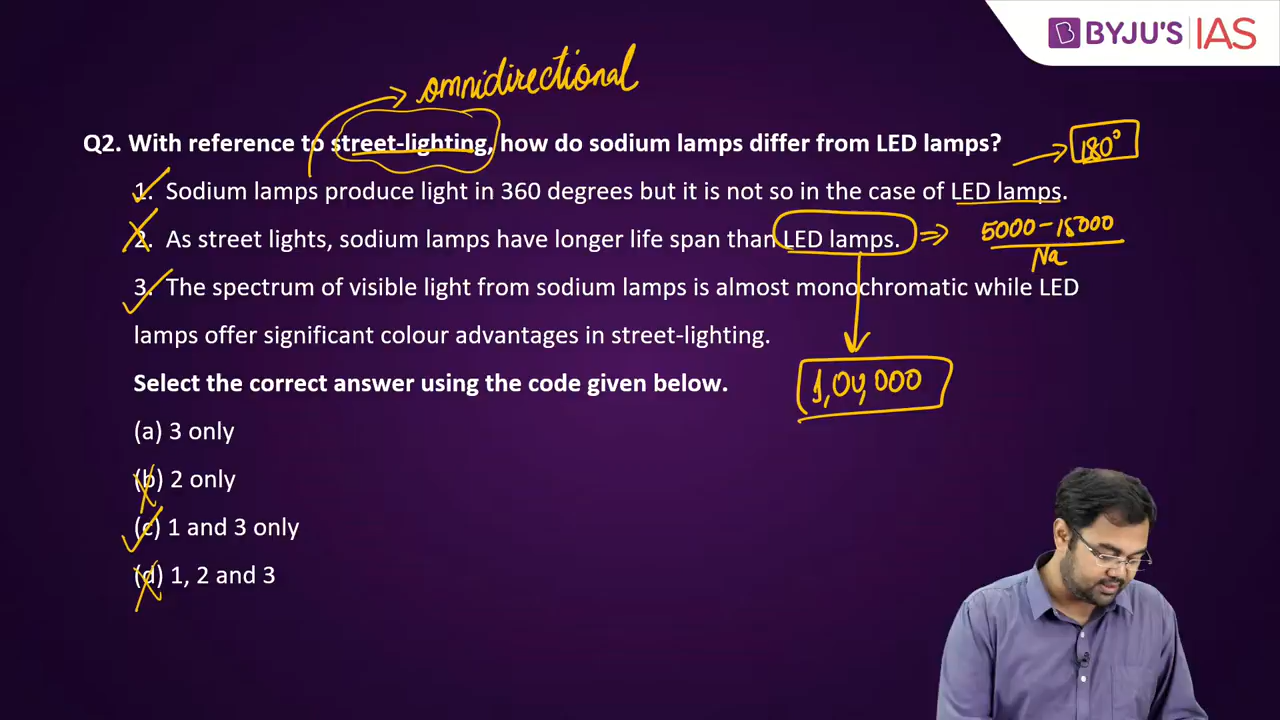 BYJU'S IAS
omnidirectional
Q2. With reference to street-lighting, how do sodium lamps differ from LED lamps?
180°
1. Sodium lamps produce light in 360 degrees but it is not so in the case of LED lamps.
2. As street lights, sodium lamps have longer life span than LED lamps.
5000-18000
Na
3. The spectrum of visible light from sodium lamps is almost monochromatic while LED
lamps offer significant colour advantages in street-lighting.
Select the correct answer using the code given below.
1,00,000
(a) 3 only
(b) 2 only
(c) 1 and 3 only
(d) 1, 2 and 3